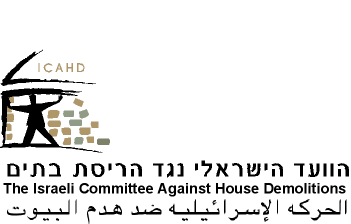 ICAHD
הוועד הישראלי נגד הריסת בתים
The Israeli Committee Against House Demolitions
الحركه الإسرائيليه ضد هدم البيوت